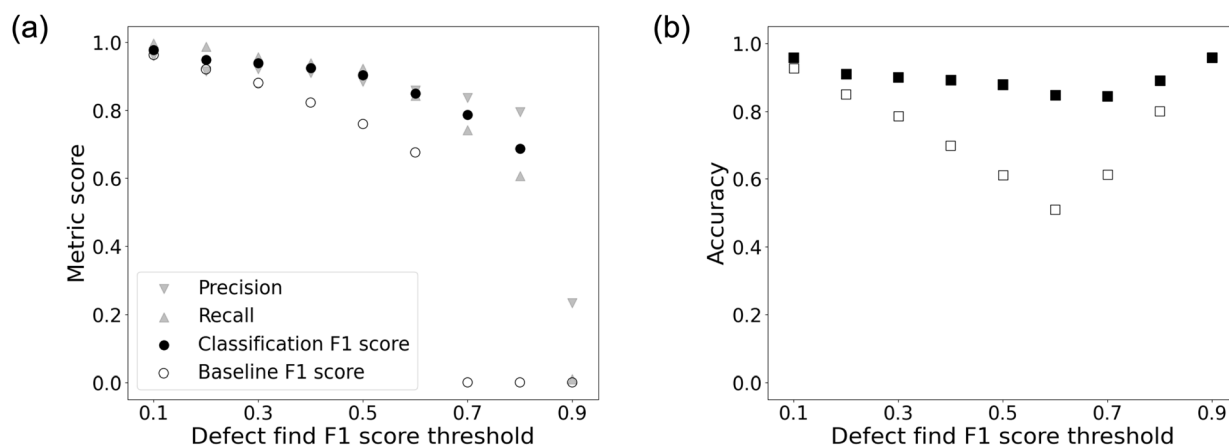 (a)
Metric score
1.0
0.8
0.6
0.4
0.2
0.0
Precision
Recall
Classification F1 score
Baseline F1 score
0.1 0.3 0.5 0.7 0.9
Defect find F1 score threshold
(b)
Accuracy
1.0
0.8
0.6
0.4
0.2
0.0
0.1 0.3 0.5 0.7 0.9
Defect find F1 score threshold